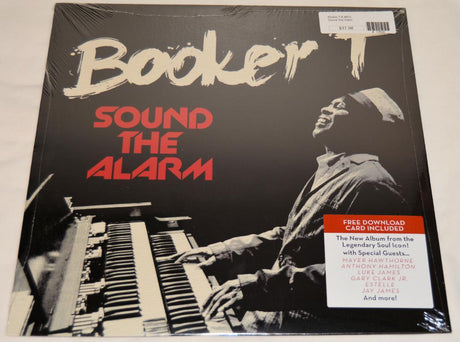 Booker T
SOUND
THE
ALARM
FREE DOWNLOAD
CARD INCLUDED
The New Album from the
Legendary Soul Icon!
with Special Guests...
MAYER HAWTHORNE
ANTHONY HAMILTON
LUKE JAMES
GARY CLARK JR.
ESTELLE
JAY JAMES
And more!